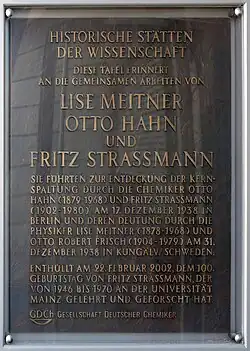 HISTORISCHE STÄTTEN
DER WISSENSCHAFT
DIESE TAFEL ERINNERT
AN DIE GEMEINSAMEN ARBEITEN VON
LISE MEITNER
OTTO HAHN
UND
FRITZ STRASSMANN
SIE FÜHRTEN ZUR ENTDECKUNG DER KERN-
SPALTUNG DURCH DIE CHEMIKER OTTO
HAHN (1879-1968) UND FRITZ STRASSMANN
(1902-1980) AM 17. DEZEMBER 1938 IN
BERLIN UND DEREN DEUTUNG DURCH DIE
PHYSIKER LISE MEITNER (1878-1968) UND
OTTO ROBERT FRISCH (1904-1979) AM 31.
DEZEMBER 1938 IN KUNGÄLV, SCHWEDEN.
ENTHÜLLT AM 22. FEBRUAR 2002, DEM 100.
GEBURTSTAG VON FRITZ STRASSMANN, DER
VON 1946 BIS 1970 AN DER UNIVERSITÄT
MAINZ GELEHRT UND GEFORSCHT HAT
GDCh GESELLSCHAFT DEUTSCHER CHEMIKER